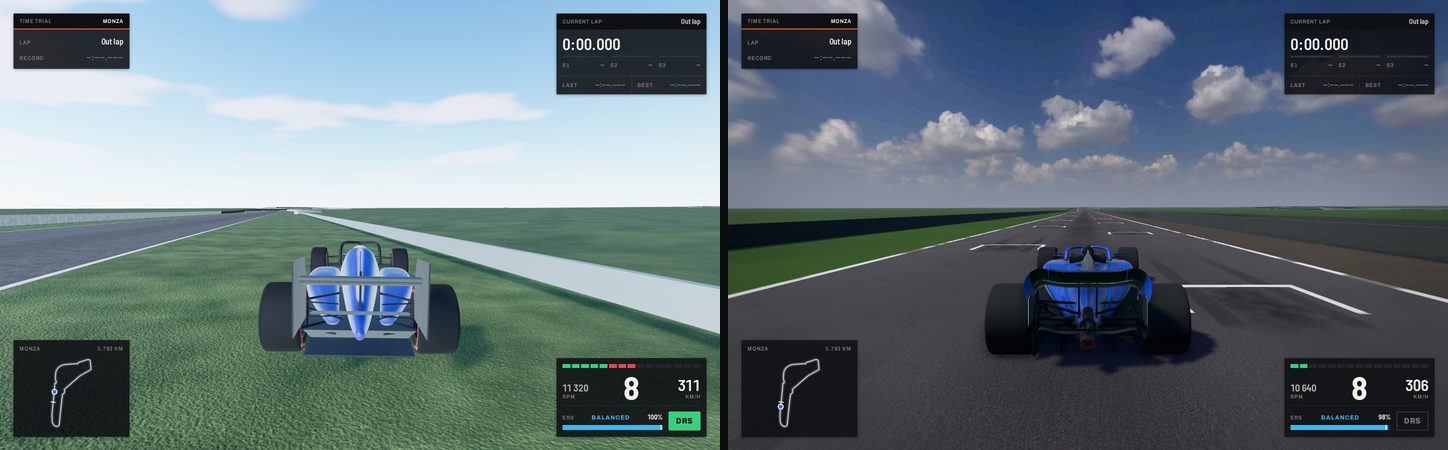 TIME TRIAL MONZA
LAP Out lap
RECORD --:--.---
CURRENT LAP Out lap
0:00.000
S1 – S2 – S3 –
LAST --:--.--- BEST --:--.---
MONZA 5.793 KM
11 320 RPM 8 311 KM/H
ERS BALANCED 100% DRS
TIME TRIAL MONZA
LAP Out lap
RECORD --:--.---
CURRENT LAP Out lap
0:00.000
S1 – S2 – S3 –
LAST --:--.--- BEST --:--.---
MONZA 5.793 KM
10 640 RPM 8 306 KM/H
ERS BALANCED 98% DRS